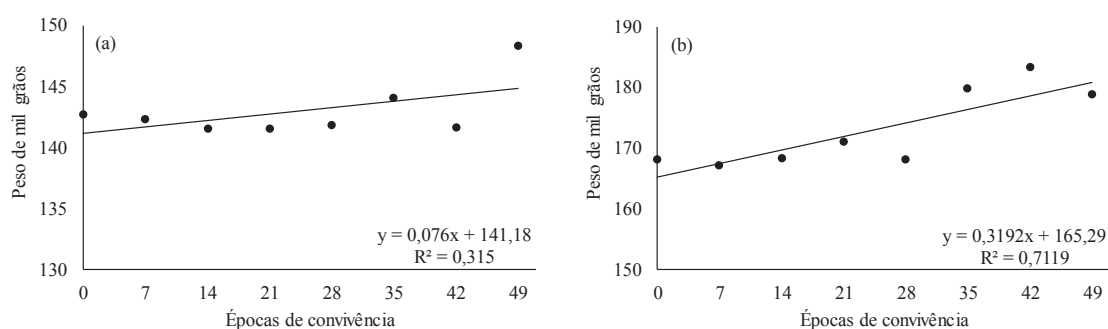 (a)
Peso de mil grãos
150
145
140
135
130
y = 0,076x + 141,18
R² = 0,315
0 7 14 21 28 35 42 49
Épocas de convivência
(b)
Peso de mil grãos
190
180
170
160
150
y = 0,3192x + 165,29
R² = 0,7119
0 7 14 21 28 35 42 49
Épocas de convivência